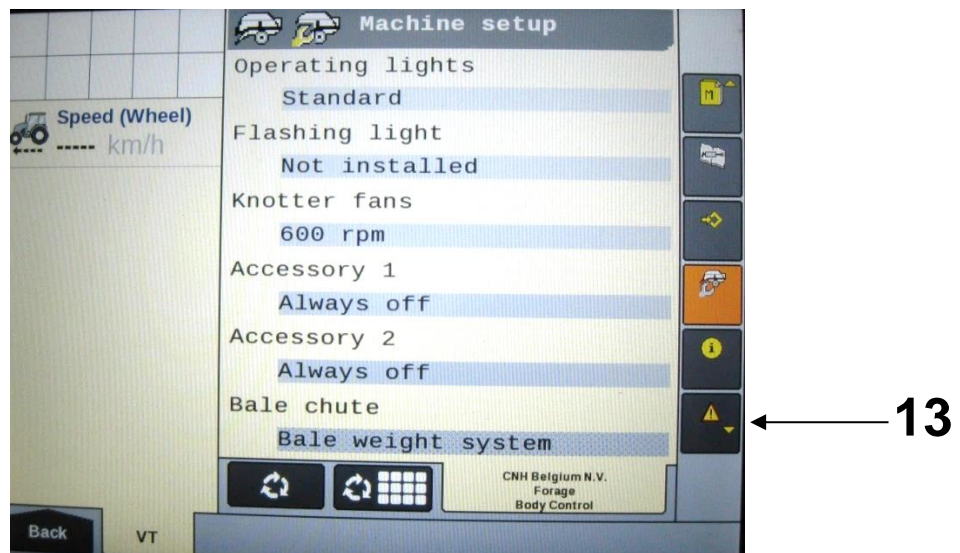 Machine setup
Operating lights
Standard
Speed (Wheel)
----- km/h
Flashing light
Not installed
Knotter fans
600 rpm
Accessory 1
Always off
Accessory 2
Always off
Bale chute
Bale weight system
M
i
13
CNH Belgium N.V.
Forage
Body Control
Back
VT